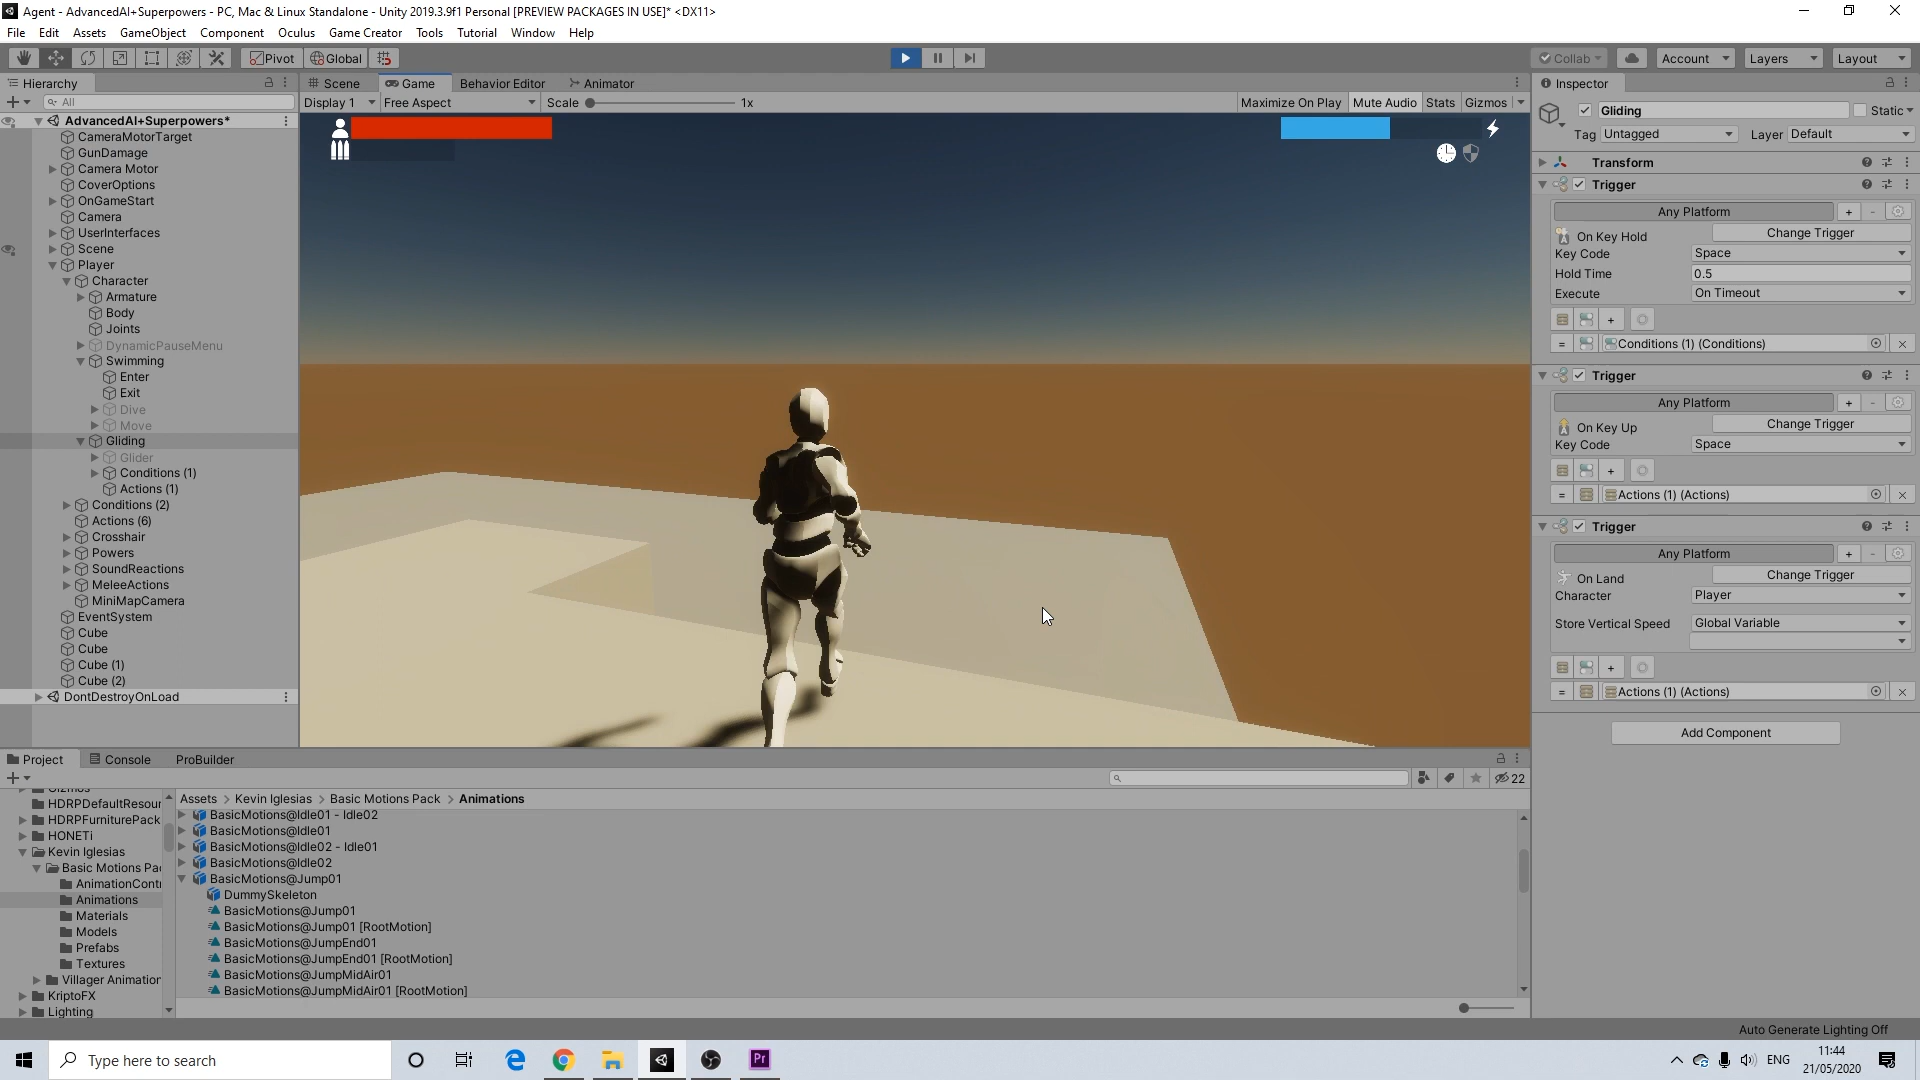 Agent - AdvancedAI+Superpowers - PC, Mac & Linux Standalone - Unity 2019.3.9f1 Personal [PREVIEW PACKAGES IN USE]* <DX11>
File Edit Assets GameObject Component Oculus Game Creator Tools Tutorial Window Help
Pivot Global Collab Account Layers Layout
Hierarchy
All
AdvancedAI+Superpowers*
CameraMotorTarget
GunDamage
Camera Motor
CoverOptions
OnGameStart
Camera
UserInterfaces
Scene
Player
Character
Armature
Body
Joints
DynamicPauseMenu
Swimming
Enter
Exit
Dive
Move
Gliding
Glider
Conditions (1)
Actions (1)
Conditions (2)
Actions (6)
Crosshair
Powers
SoundReactions
MeleeActions
MiniMapCamera
EventSystem
Cube
Cube
Cube (1)
Cube (2)
DontDestroyOnLoad
Scene Game Behavior Editor Animator
Display 1 Free Aspect Scale 1x Maximize On Play Mute Audio Stats Gizmos
Inspector
Gliding Static
Tag Untagged Layer Default
Transform
Trigger
Any Platform + -
On Key Hold Change Trigger
Key Code Space
Hold Time 0.5
Execute On Timeout
+
= Conditions (1) (Conditions)
Trigger
Any Platform + -
On Key Up Change Trigger
Key Code Space
+
= Actions (1) (Actions)
Trigger
Any Platform + -
On Land Change Trigger
Character Player
Store Vertical Speed Global Variable
+
= Actions (1) (Actions)
Add Component
Project Console ProBuilder
22
Gizmos
HDRPDefaultResour
HDRPFurniturePack
HONETi
Kevin Iglesias
Basic Motions Pac
AnimationContr
Animations
Materials
Models
Prefabs
Textures
Villager Animation
KriptoFX
Lighting
Assets > Kevin Iglesias > Basic Motions Pack > Animations
BasicMotions@Idle01 - Idle02
BasicMotions@Idle01
BasicMotions@Idle02 - Idle01
BasicMotions@Idle02
BasicMotions@Jump01
DummySkeleton
BasicMotions@Jump01
BasicMotions@Jump01 [RootMotion]
BasicMotions@JumpEnd01
BasicMotions@JumpEnd01 [RootMotion]
BasicMotions@JumpMidAir01
BasicMotions@JumpMidAir01 [RootMotion]
Auto Generate Lighting Off
Type here to search
Pr
ENG
11:44
21/05/2020